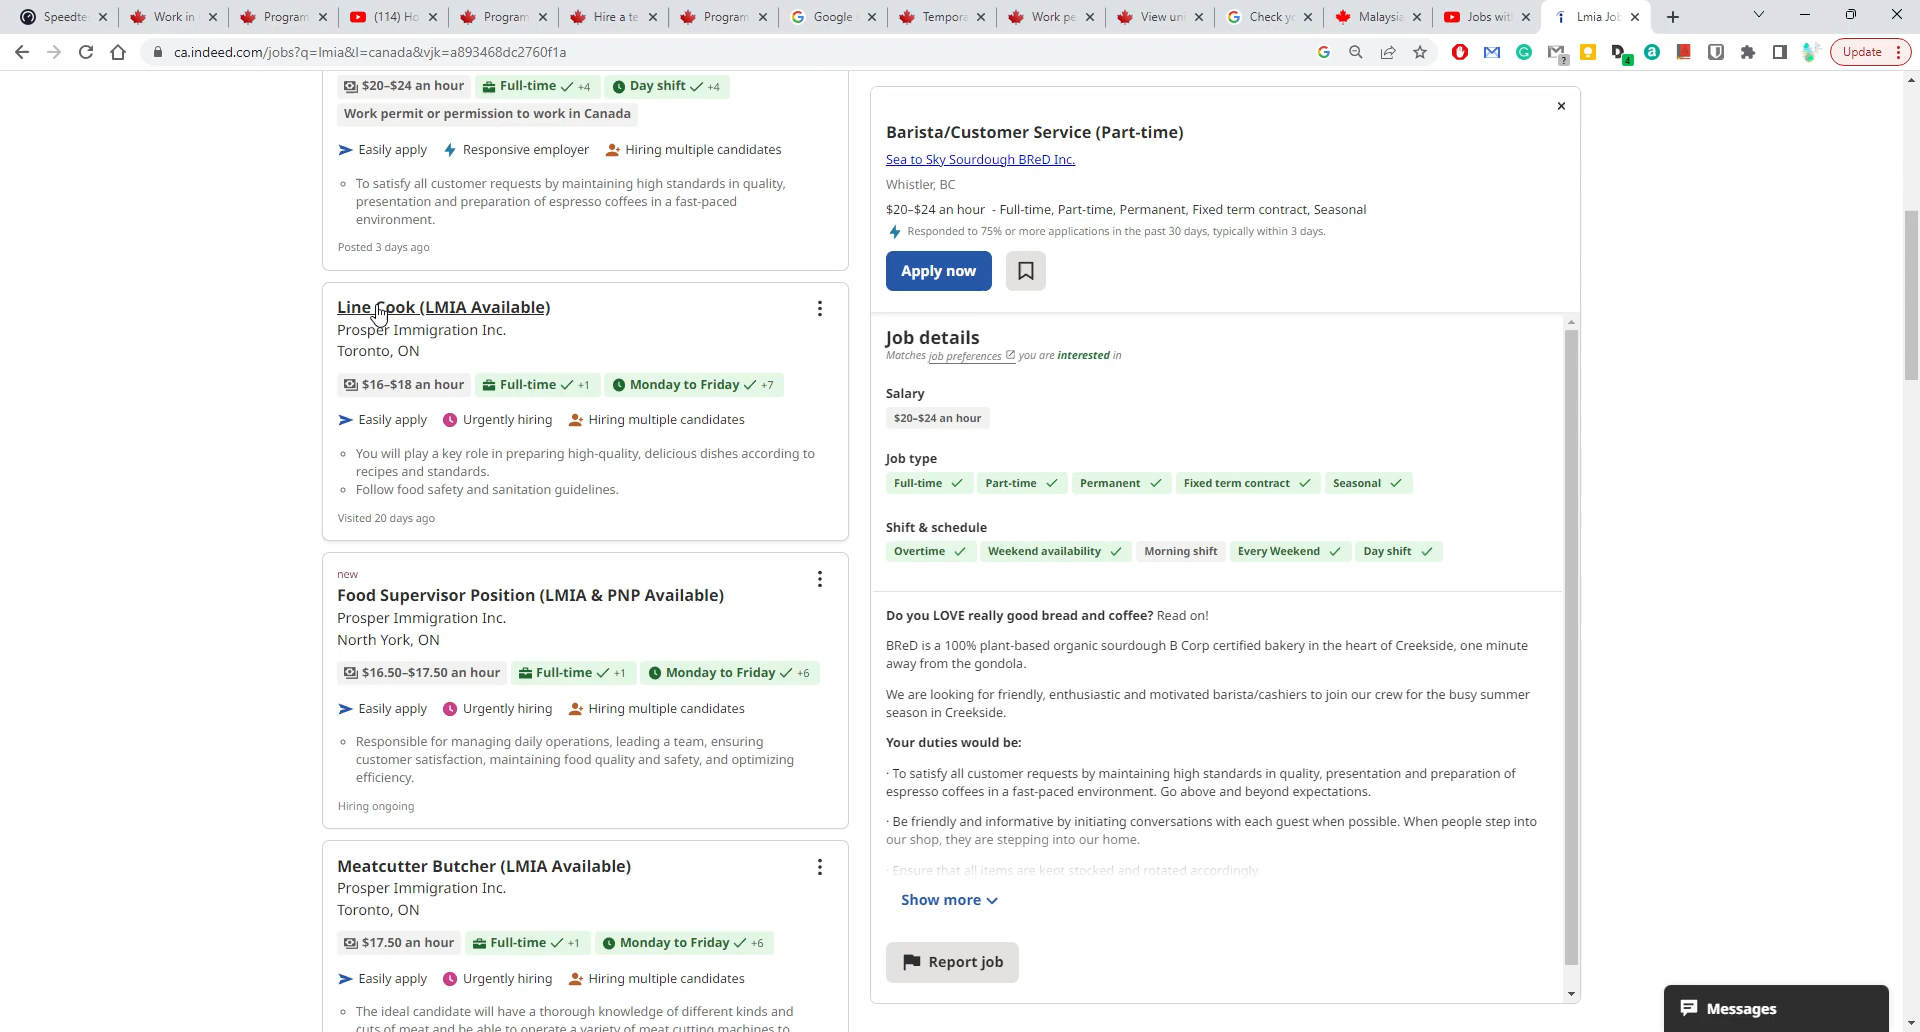 Speedte
Work in
Program
(114) Ho
Program
Hire a te
Program
Google
Tempora
Work pe
View un
Check yo
Malaysia
Jobs wit
Lmia Job
ca.indeed.com/jobs?q=lmia&l=canada&vjk=a893468dc2760f1a
Update
$20–$24 an hour Full-time +4 Day shift +4
Work permit or permission to work in Canada
Easily apply Responsive employer Hiring multiple candidates
To satisfy all customer requests by maintaining high standards in quality,
presentation and preparation of espresso coffees in a fast-paced
environment.
Posted 3 days ago
Line Cook (LMIA Available)
Prosper Immigration Inc.
Toronto, ON
$16–$18 an hour Full-time +1 Monday to Friday +7
Easily apply Urgently hiring Hiring multiple candidates
You will play a key role in preparing high-quality, delicious dishes according to
recipes and standards.
Follow food safety and sanitation guidelines.
Visited 20 days ago
new
Food Supervisor Position (LMIA & PNP Available)
Prosper Immigration Inc.
North York, ON
$16.50–$17.50 an hour Full-time +1 Monday to Friday +6
Easily apply Urgently hiring Hiring multiple candidates
Responsible for managing daily operations, leading a team, ensuring
customer satisfaction, maintaining food quality and safety, and optimizing
efficiency.
Hiring ongoing
Meatcutter Butcher (LMIA Available)
Prosper Immigration Inc.
Toronto, ON
$17.50 an hour Full-time +1 Monday to Friday +6
Easily apply Urgently hiring Hiring multiple candidates
The ideal candidate will have a thorough knowledge of different kinds and
cuts of meat and be able to operate a variety of meat cutting machines to
Barista/Customer Service (Part-time)
Sea to Sky Sourdough BReD Inc.
Whistler, BC
$20–$24 an hour - Full-time, Part-time, Permanent, Fixed term contract, Seasonal
Responded to 75% or more applications in the past 30 days, typically within 3 days.
Apply now
Job details
Matches job preferences you are interested in
Salary
$20–$24 an hour
Job type
Full-time Part-time Permanent Fixed term contract Seasonal
Shift & schedule
Overtime Weekend availability Morning shift Every Weekend Day shift
Do you LOVE really good bread and coffee? Read on!
BReD is a 100% plant-based organic sourdough B Corp certified bakery in the heart of Creekside, one minute
away from the gondola.
We are looking for friendly, enthusiastic and motivated barista/cashiers to join our crew for the busy summer
season in Creekside.
Your duties would be:
· To satisfy all customer requests by maintaining high standards in quality, presentation and preparation of
espresso coffees in a fast-paced environment. Go above and beyond expectations.
· Be friendly and informative by initiating conversations with each guest when possible. When people step into
our shop, they are stepping into our home.
· Ensure that all items are kept stocked and rotated accordingly.
Show more
Report job
Messages